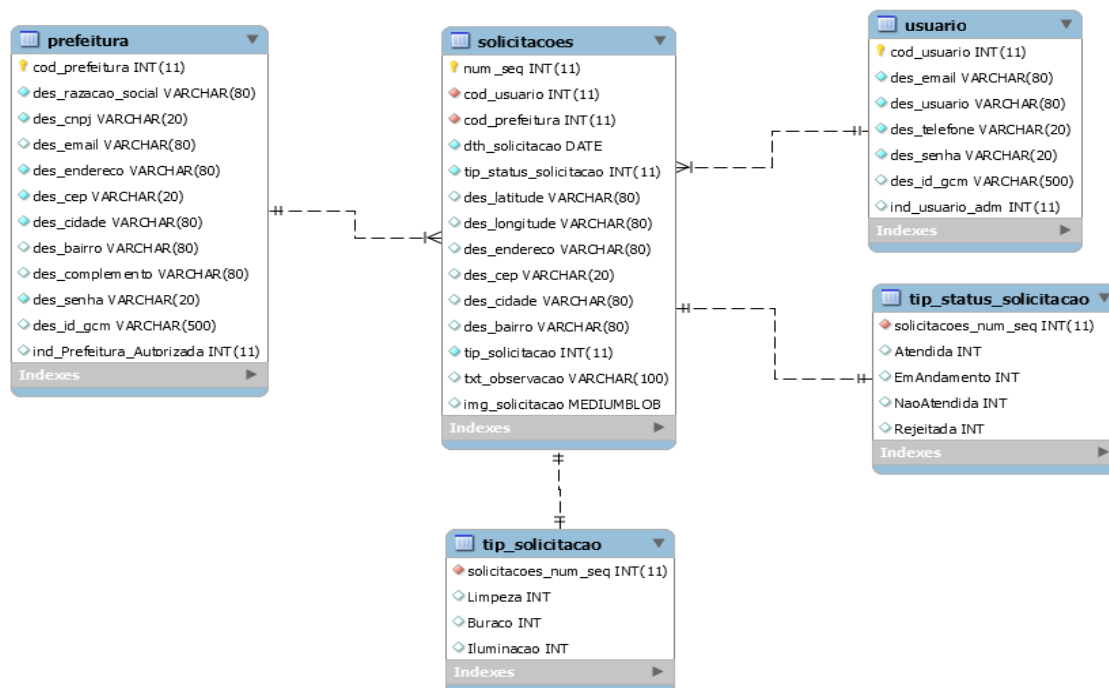 prefeitura
cod_prefeitura INT(11)
des_razacao_social VARCHAR(80)
des_cnpj VARCHAR(20)
des_email VARCHAR(80)
des_endereco VARCHAR(80)
des_cep VARCHAR(20)
des_cidade VARCHAR(80)
des_bairro VARCHAR(80)
des_complemento VARCHAR(80)
des_senha VARCHAR(20)
des_id_gcm VARCHAR(500)
ind_Prefeitura_Autorizada INT(11)
Indexes
solicitacoes
num_seq INT(11)
cod_usuario INT(11)
cod_prefeitura INT(11)
dth_solicitacao DATE
tip_status_solicitacao INT(11)
des_latitude VARCHAR(80)
des_longitude VARCHAR(80)
des_endereco VARCHAR(80)
des_cep VARCHAR(20)
des_cidade VARCHAR(80)
des_bairro VARCHAR(80)
tip_solicitacao INT(11)
txt_observacao VARCHAR(100)
img_solicitacao MEDIUMBLOB
Indexes
usuario
cod_usuario INT(11)
des_email VARCHAR(80)
des_usuario VARCHAR(80)
des_telefone VARCHAR(20)
des_senha VARCHAR(20)
des_id_gcm VARCHAR(500)
ind_usuario_adm INT(11)
Indexes
tip_status_solicitacao
solicitacoes_num_seq INT(11)
Atendida INT
EmAndamento INT
NaoAtendida INT
Rejeitada INT
Indexes
tip_solicitacao
solicitacoes_num_seq INT(11)
Limpeza INT
Buraco INT
Iluminacao INT
Indexes